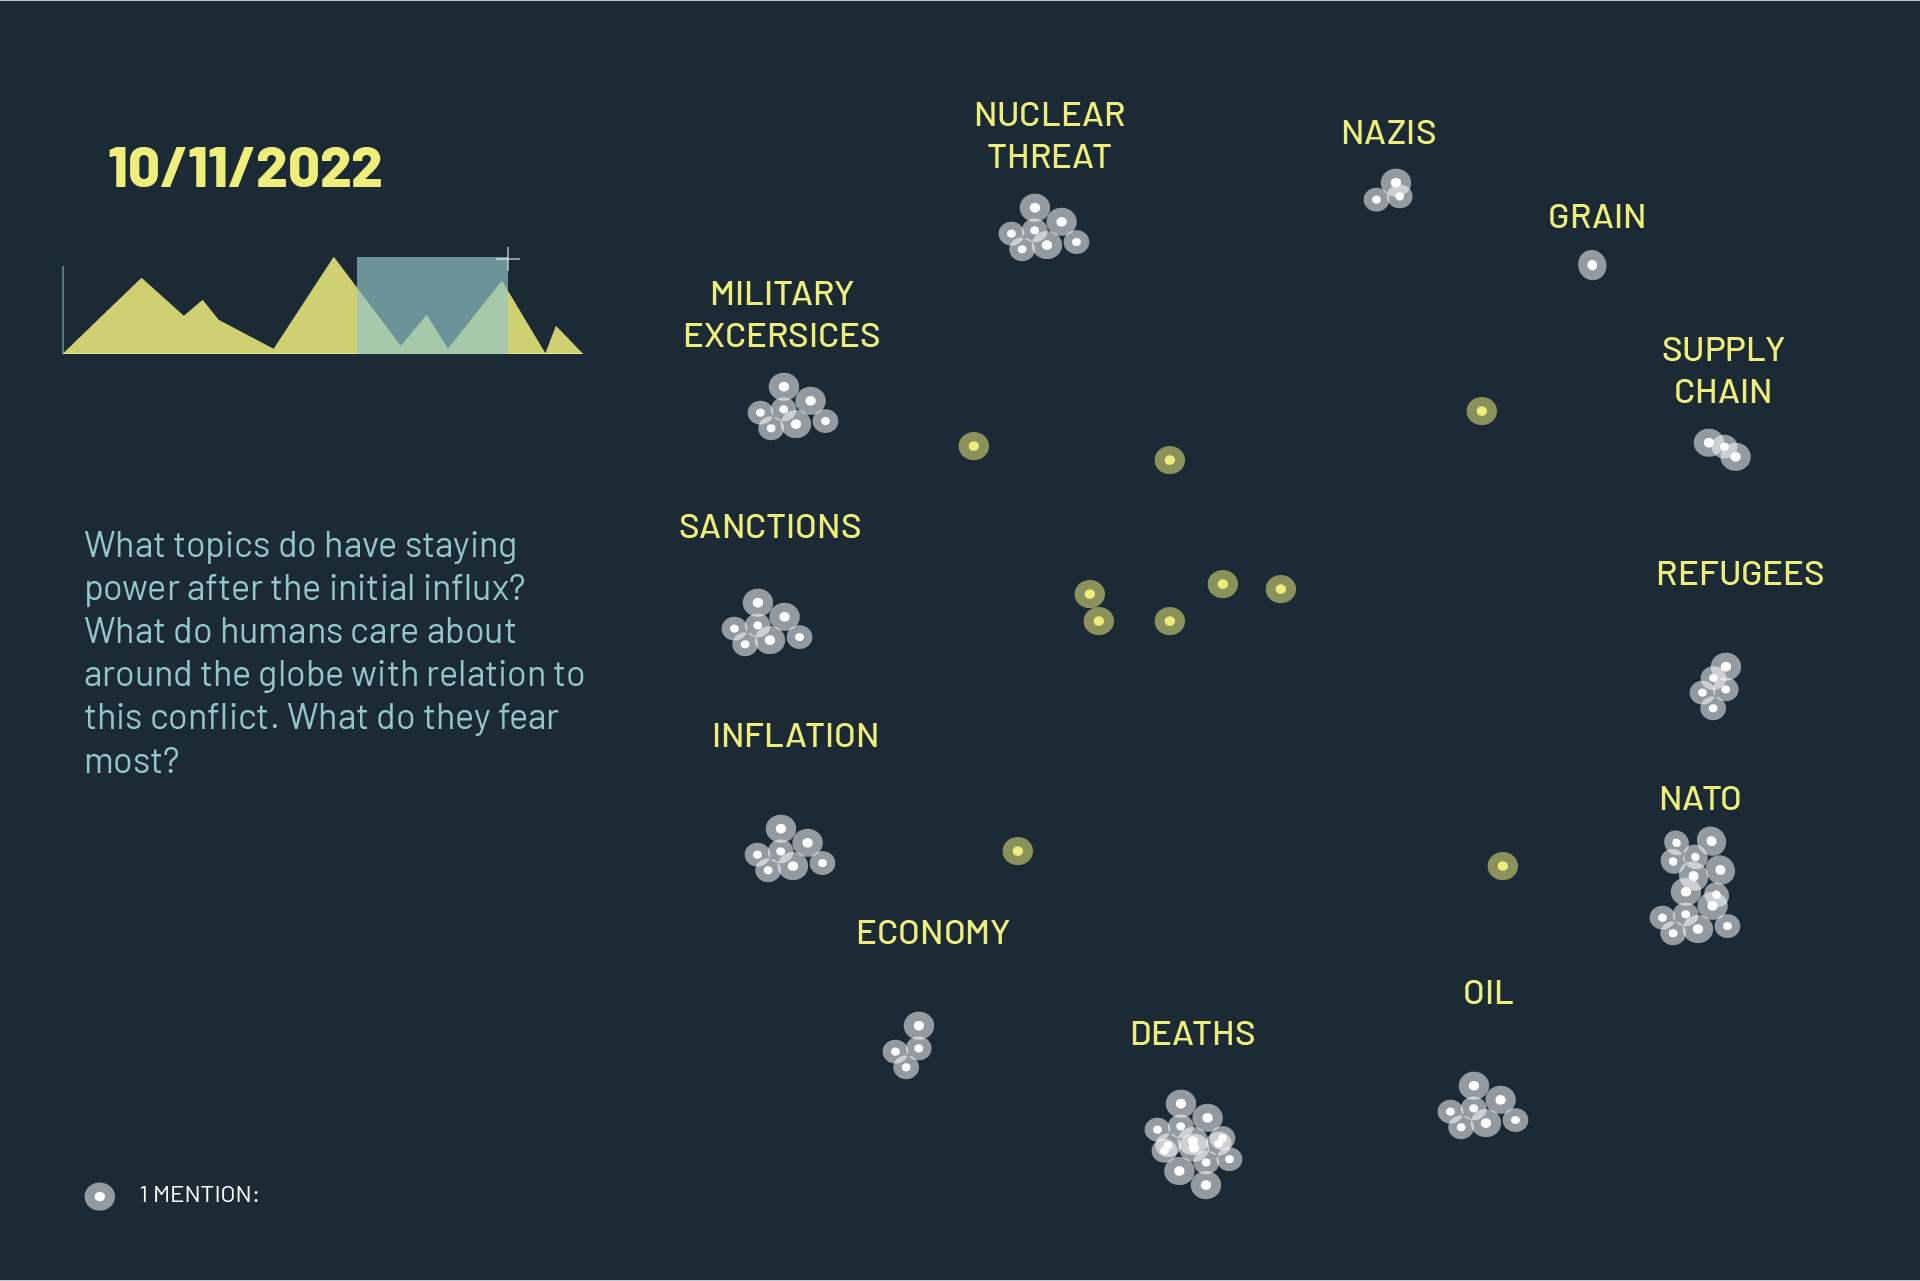 10/11/2022
What topics do have staying
power after the initial influx?
What do humans care about
around the globe with relation to
this conflict. What do they fear
most?
1 MENTION:
NUCLEAR
THREAT
NAZIS
GRAIN
MILITARY
EXCERSICES
SUPPLY
CHAIN
SANCTIONS
REFUGEES
INFLATION
NATO
ECONOMY
OIL
DEATHS